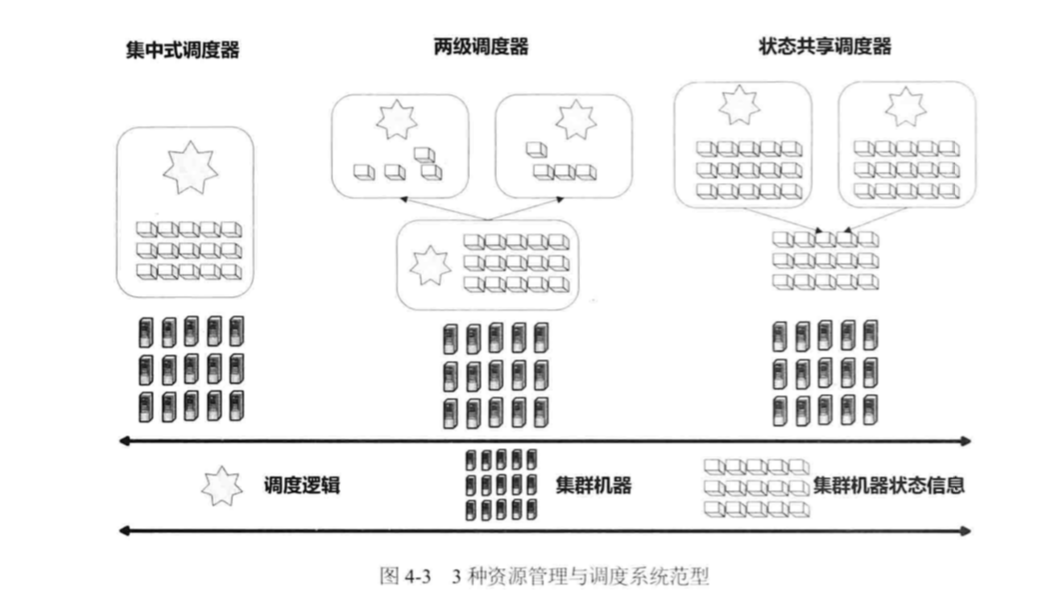 集中式调度器
两级调度器
状态共享调度器
调度逻辑
集群机器
集群机器状态信息
图 4-3 3 种资源管理与调度系统范型